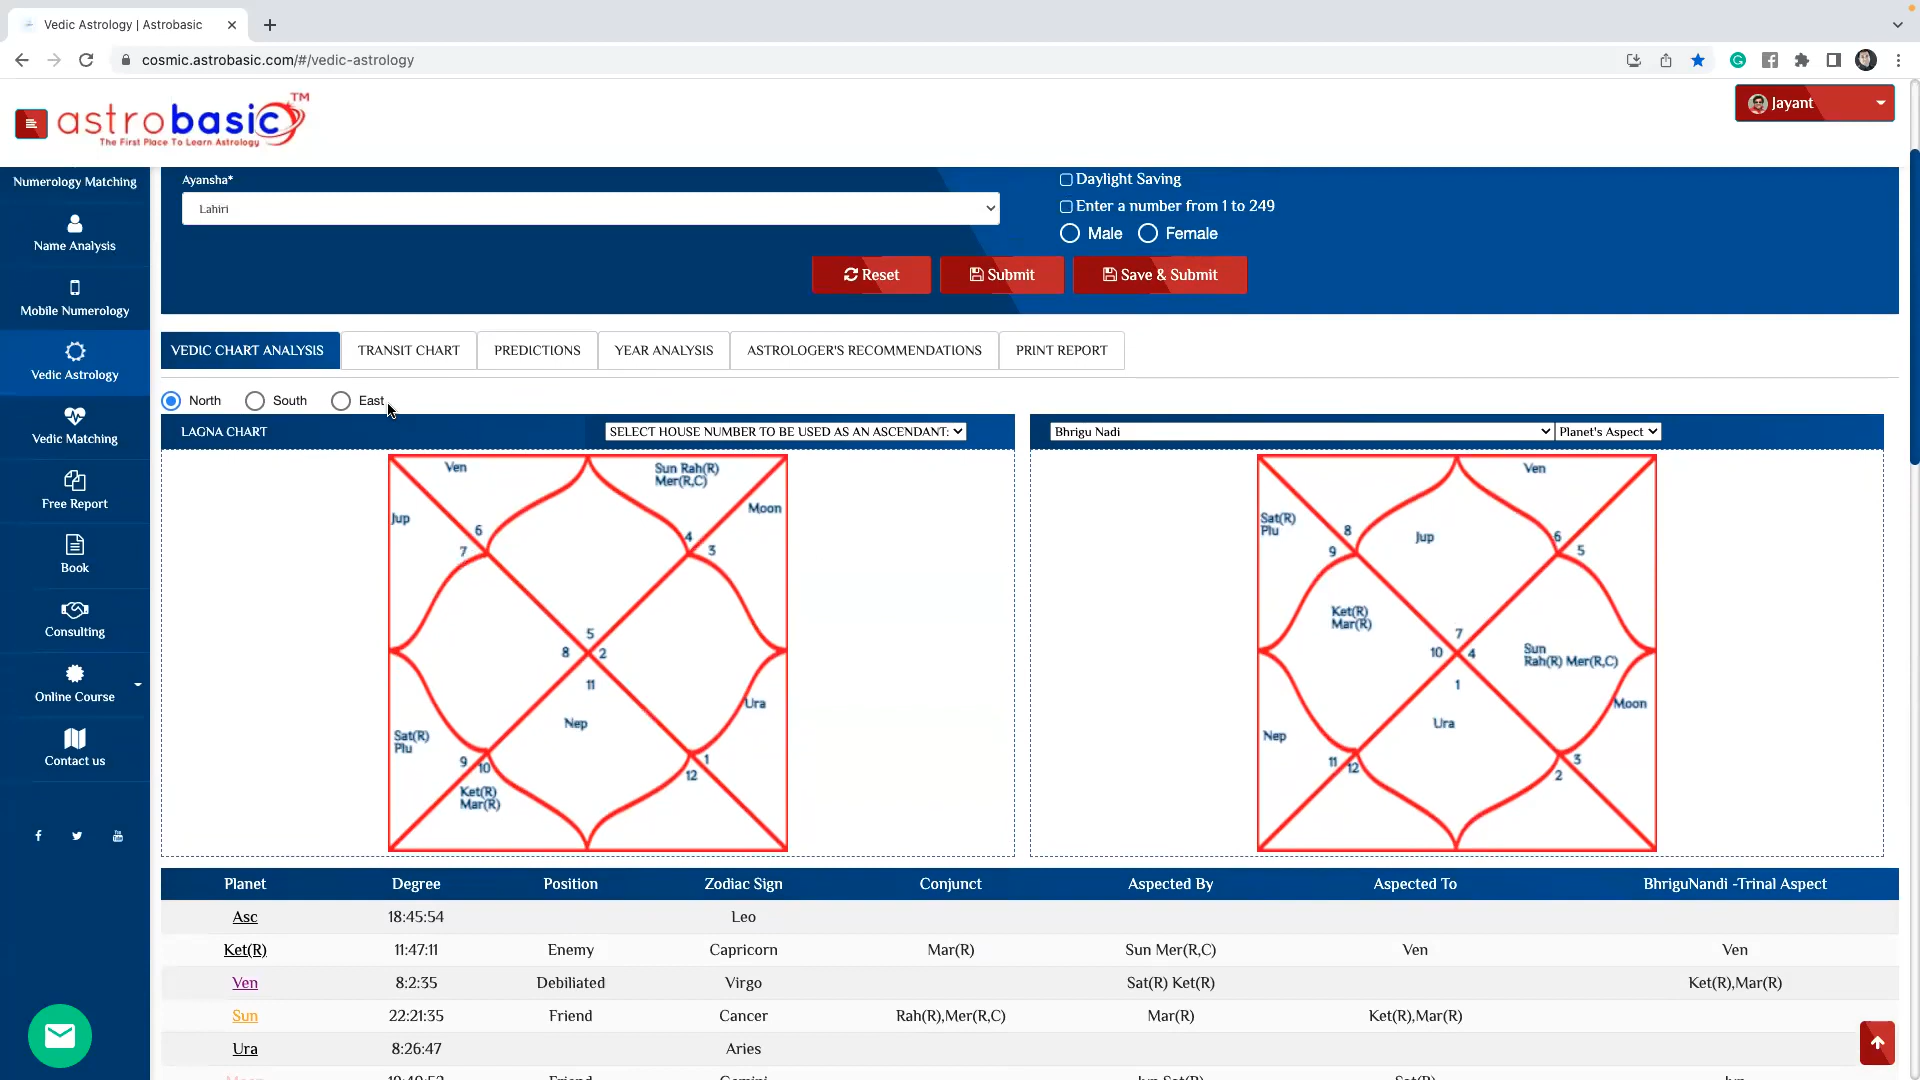 Vedic Astrology | Astrobasic
cosmic.astrobasic.com/#/vedic-astrology
astrobasic TM
The First Place To Learn Astrology
Jayant
Numerology Matching
Name Analysis
Mobile Numerology
Vedic Astrology
Vedic Matching
Free Report
Book
Consulting
Online Course
Contact us
Ayansha*
Lahiri
Daylight Saving
Enter a number from 1 to 249
Male Female
Reset Submit Save & Submit
VEDIC CHART ANALYSIS TRANSIT CHART PREDICTIONS YEAR ANALYSIS ASTROLOGER'S RECOMMENDATIONS PRINT REPORT
North South East
LAGNA CHART SELECT HOUSE NUMBER TO BE USED AS AN ASCENDANT:
Ven
Sun Rah(R)
Mer(R,C)
Moon
Jup
6
4
7
3
5
8 2
11
Ura
Nep
Sat(R)
Plu
9
10
1
12
Ket(R)
Mar(R)
Bhrigu Nadi Planet's Aspect
Ven
Sat(R)
Plu
8
Jup
6
9
5
Ket(R)
Mar(R)
7
10 4
Sun
Rah(R) Mer(R,C)
1
Moon
Ura
Nep
11
12
3
2
Planet Degree Position Zodiac Sign Conjunct Aspected By Aspected To BhriguNandi -Trinal Aspect
Asc 18:45:54 Leo
Ket(R) 11:47:11 Enemy Capricorn Mar(R) Sun Mer(R,C) Ven Ven
Ven 8:2:35 Debiliated Virgo Sat(R) Ket(R) Ket(R),Mar(R)
Sun 22:21:35 Friend Cancer Rah(R),Mer(R,C) Mar(R) Ket(R),Mar(R)
Ura 8:26:47 Aries